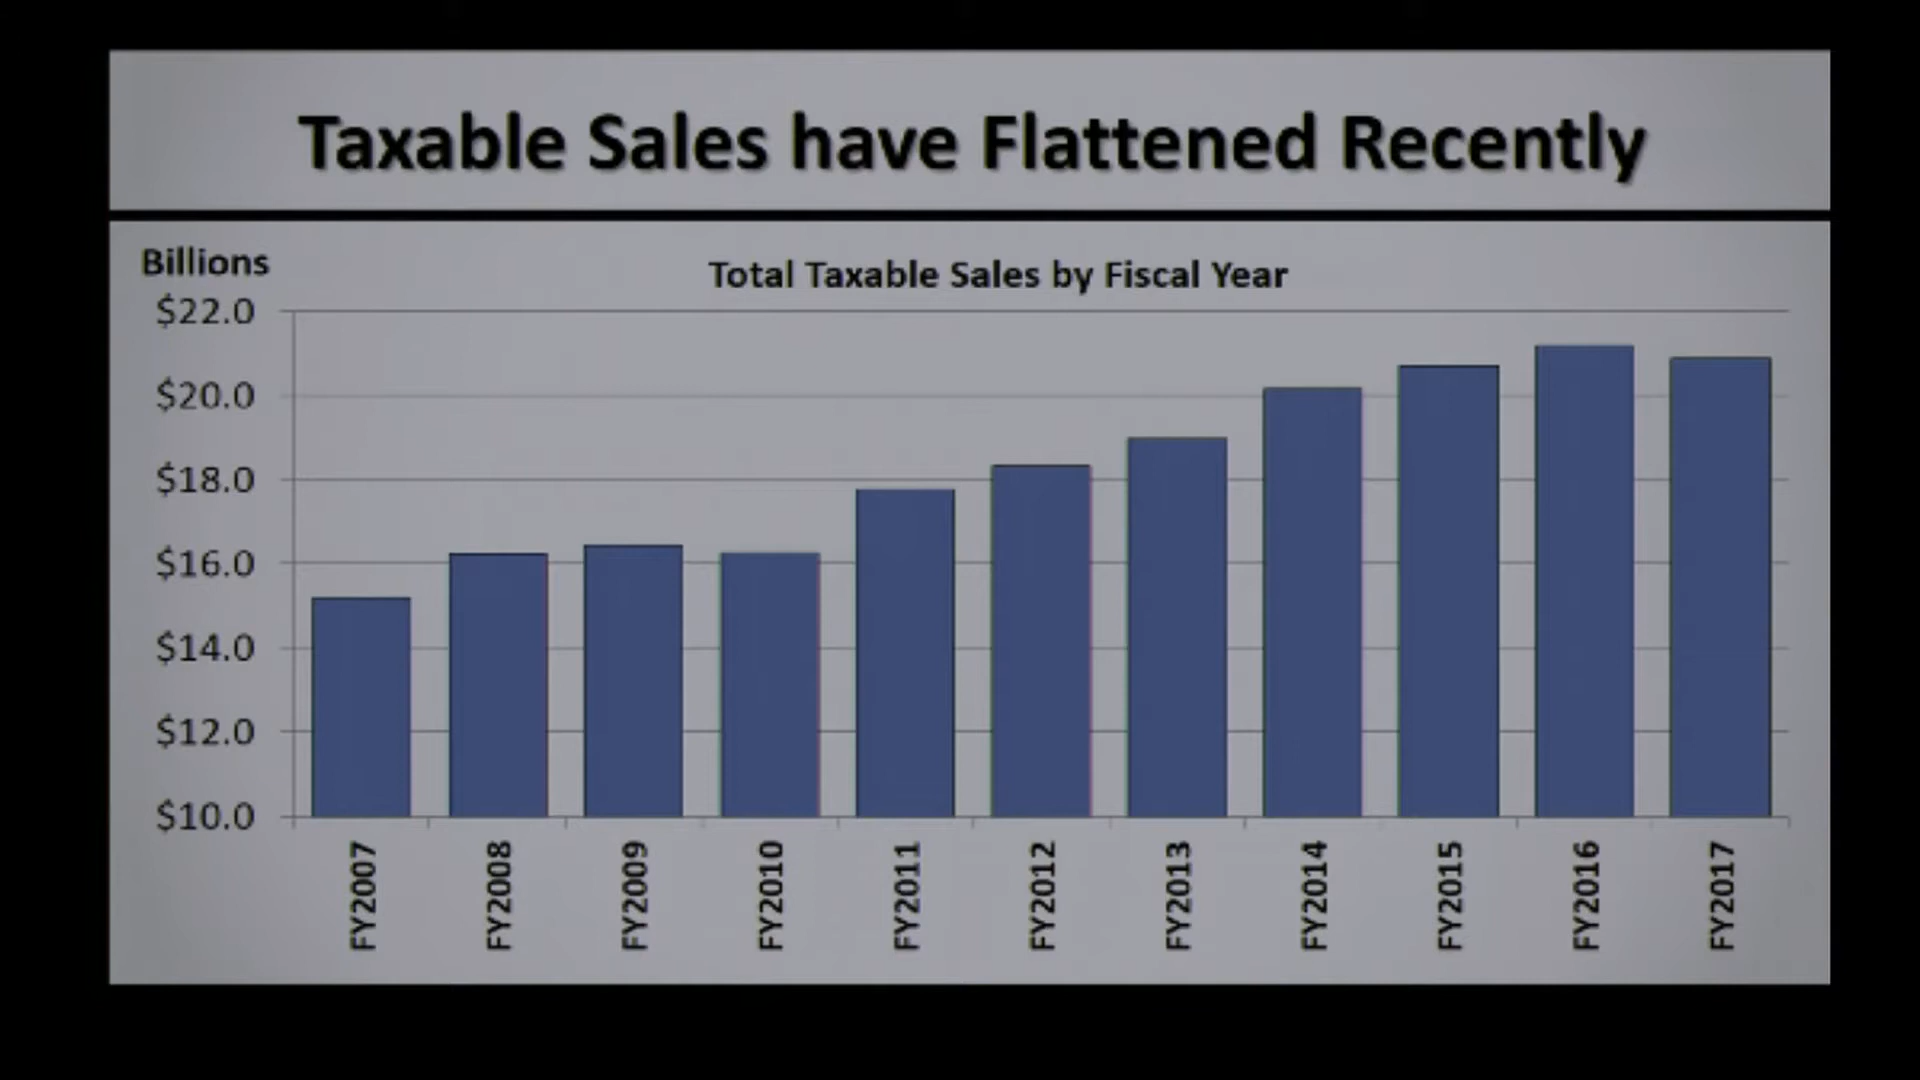 Taxable Sales have Flattened Recently
Billions
Total Taxable Sales by Fiscal Year
$22.0
$20.0
$18.0
$16.0
$14.0
$12.0
$10.0
FY2007
FY2008
FY2009
FY2010
FY2011
FY2012
FY2013
FY2014
FY2015
FY2016
FY2017